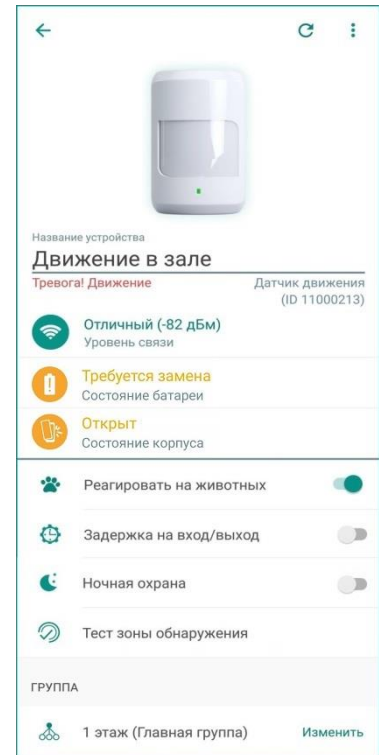 Название устройства
Движение в зале
Тревога! Движение
Датчик движения
(ID 11000213)
Отличный (-82 дБм)
Уровень связи
Требуется замена
Состояние батареи
Открыт
Состояние корпуса
Реагировать на животных
Задержка на вход/выход
Ночная охрана
Тест зоны обнаружения
ГРУППА
1 этаж (Главная группа)
Изменить